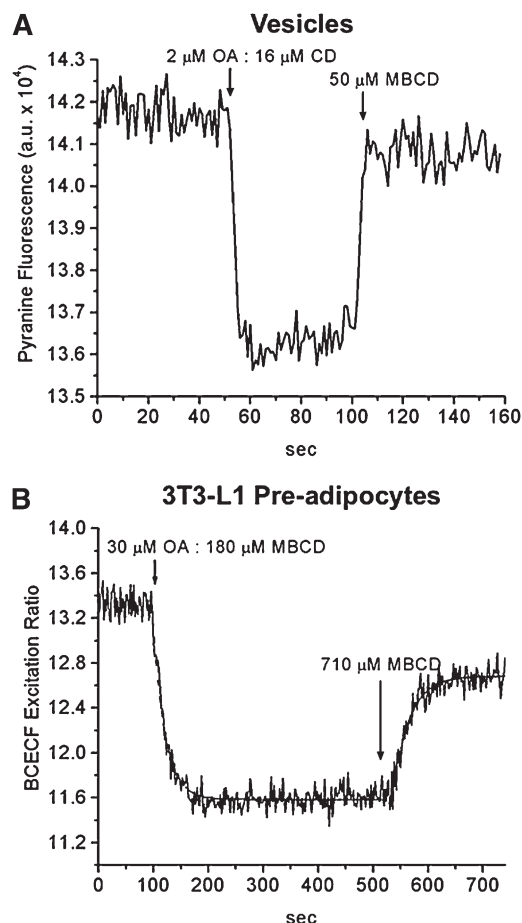 A
Vesicles
2 μM OA : 16 μM CD
50 μM MBCD
Pyranine Fluorescence (a.u. x 10⁴)
14.3
14.2
14.1
14.0
13.9
13.8
13.7
13.6
13.5
0 20 40 60 80 100 120 140 160
sec
B
3T3-L1 Pre-adipocytes
30 μM OA : 180 μM MBCD
710 μM MBCD
BCECF Excitation Ratio
14.0
13.6
13.2
12.8
12.4
12.0
11.6
11.2
0 100 200 300 400 500 600 700
sec